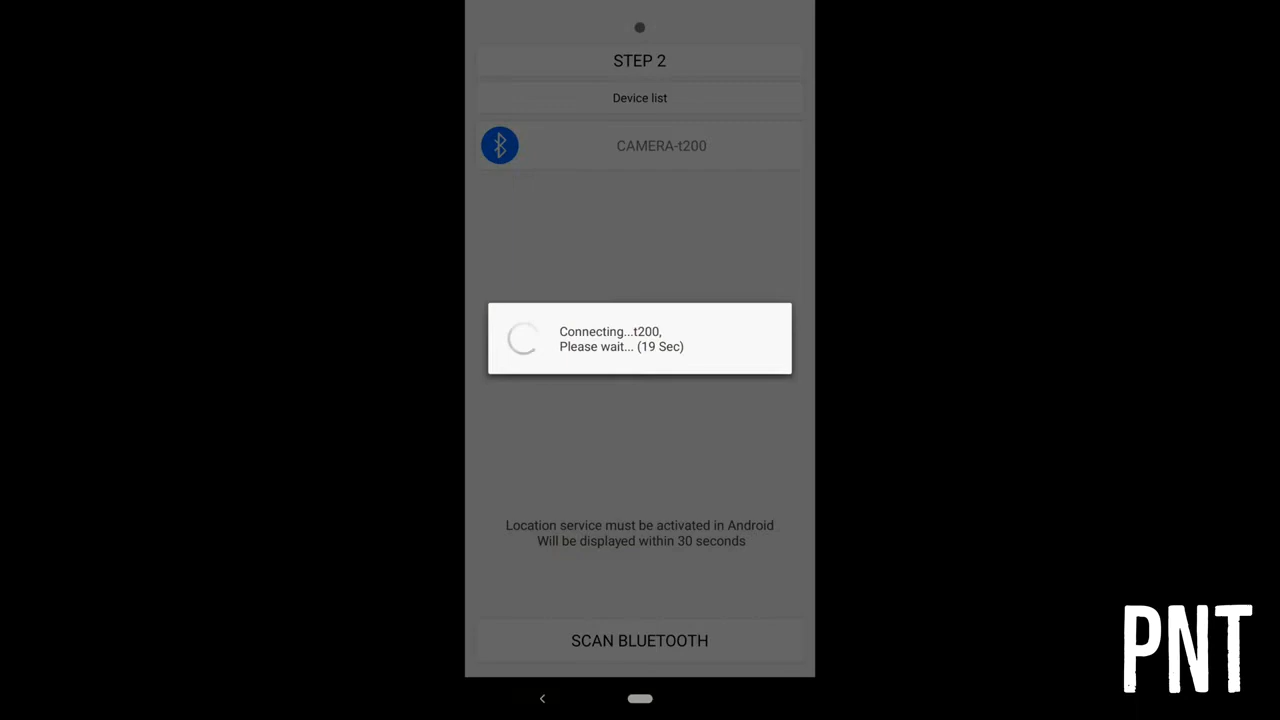 STEP 2
Device list
CAMERA-t200
Connecting...t200,
Please wait... (19 Sec)
Location service must be activated in Android
Will be displayed within 30 seconds
SCAN BLUETOOTH
PNT